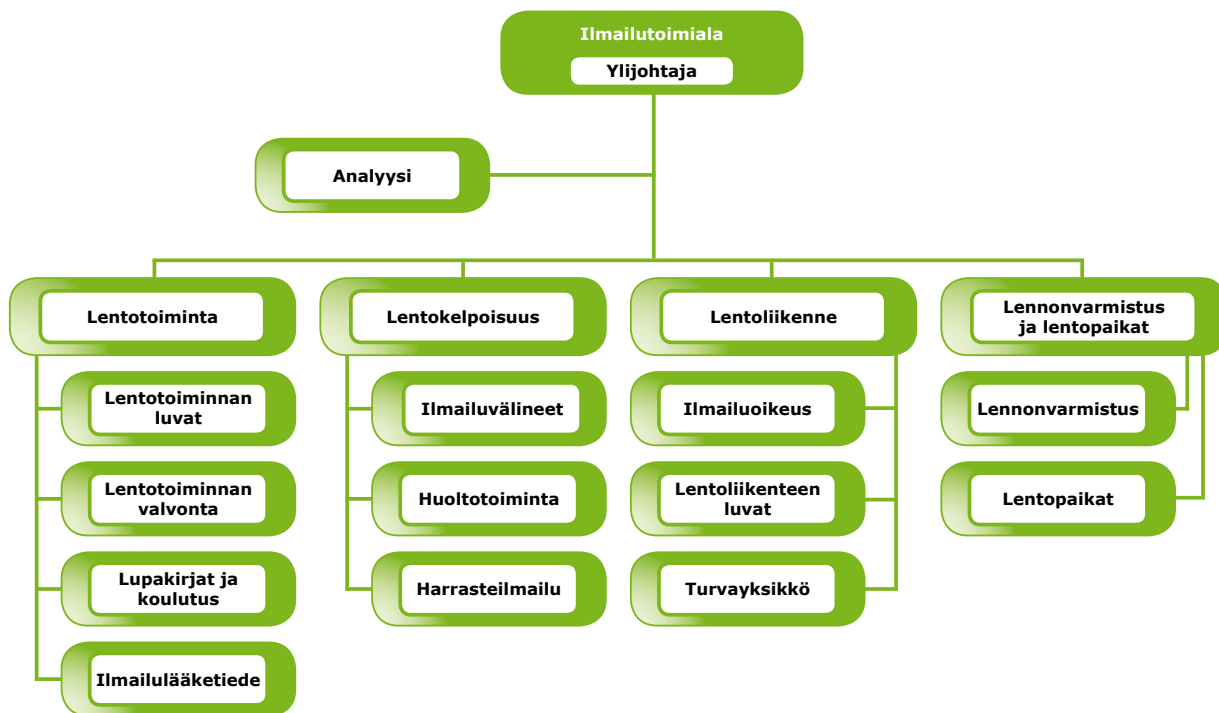 Ilmailutoimiala
Ylijohtaja
Analyysi
Lentotoiminta
Lentotoiminnan
luvat
Lentotoiminnan
valvonta
Lupakirjat ja
koulutus
Ilmailulääketiede
Lentokelpoisuus
Ilmailuvälineet
Huoltotoiminta
Harrasteilmailu
Lentoliikenne
Ilmailuoikeus
Lentoliikenteen
luvat
Turvayksikkö
Lennonvarmistus
ja lentopaikat
Lennonvarmistus
Lentopaikat